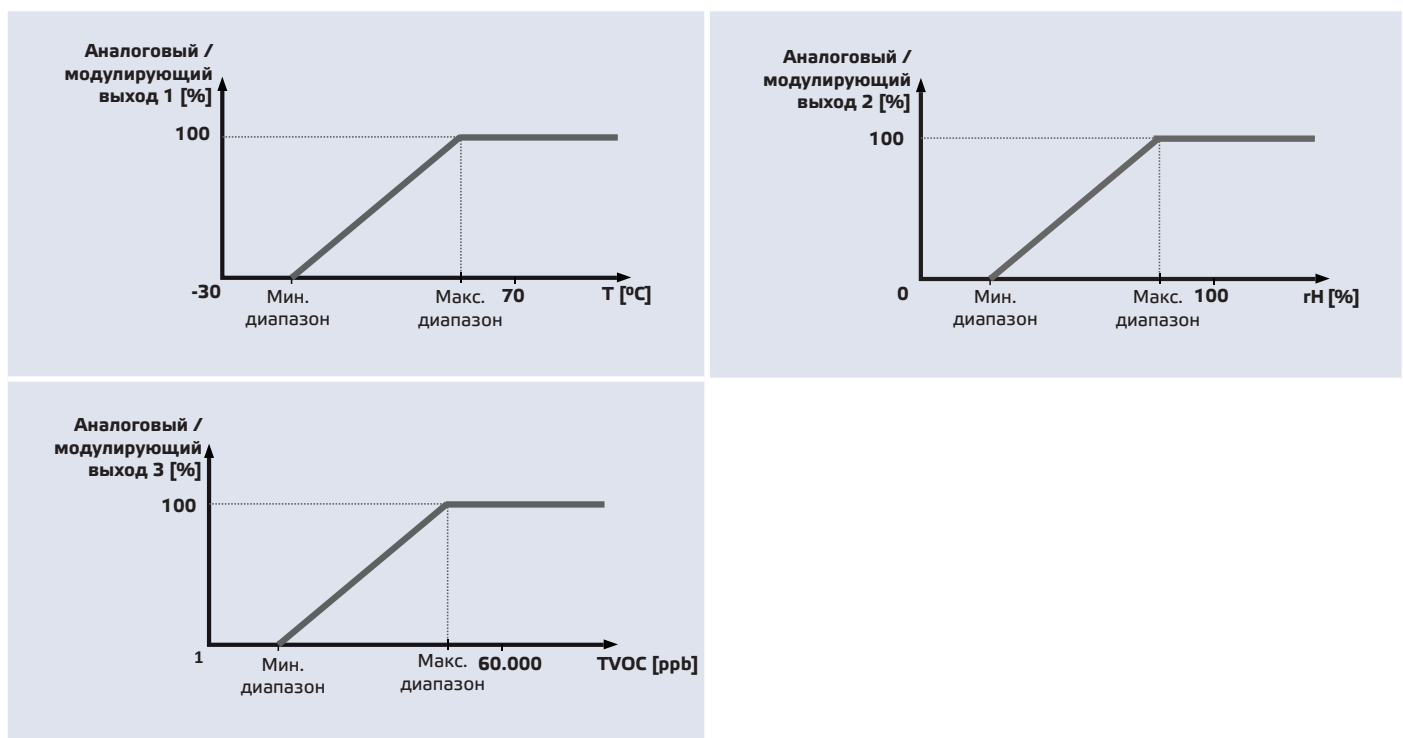 Аналоговый /
модулирующий
выход 1 [%]
100
-30
Мин.
диапазон
Макс.
диапазон
70
T [ºC]
Аналоговый /
модулирующий
выход 2 [%]
100
0
Мин.
диапазон
Макс.
диапазон
100
rH [%]
Аналоговый /
модулирующий
выход 3 [%]
100
1
Мин.
диапазон
Макс.
диапазон
60.000
TVOC [ppb]